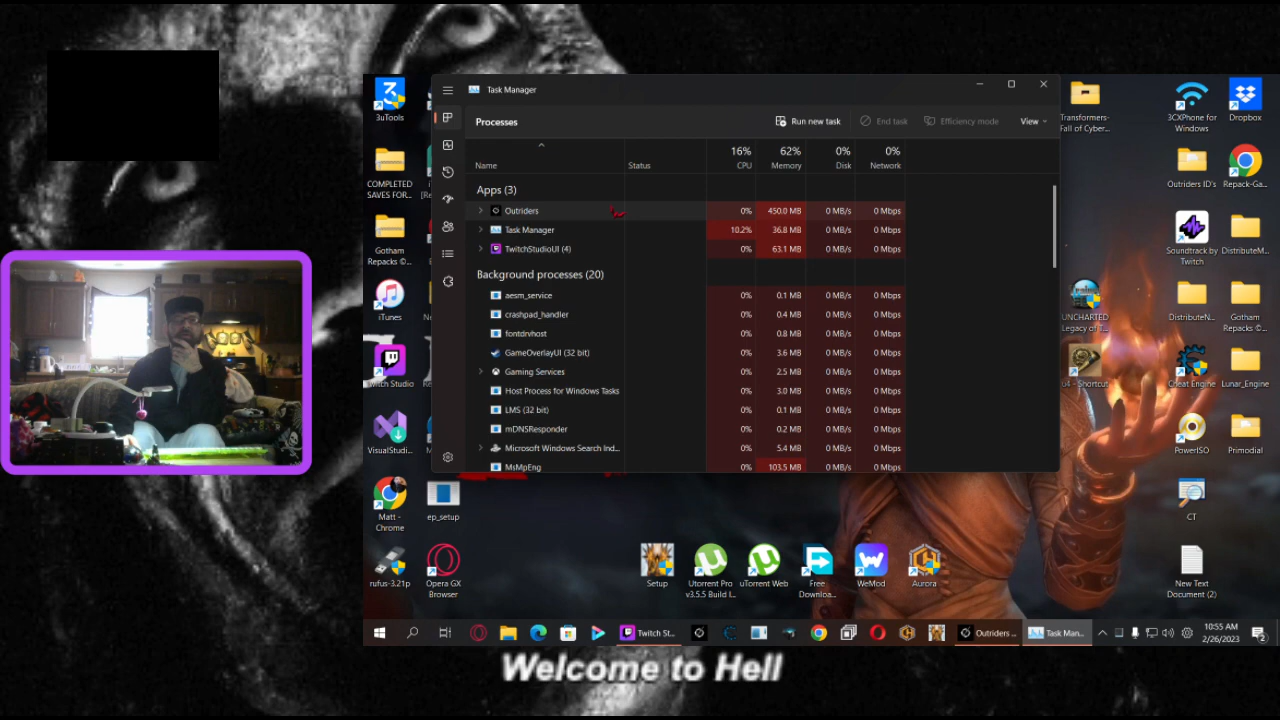 3uTools
COMPLETED
SAVES FOR...
Gotham
Repacks ©...
iTunes
Twitch Studio
VisualStudi...
Matt -
Chrome
rufus-3.21p
ep_setup
Opera GX
Browser
Task Manager
Processes
Run new task
End task
Efficiency mode
View
Name
Status
16%
CPU
62%
Memory
0%
Disk
0%
Network
Apps (3)
Outriders 0% 450.0 MB 0 MB/s 0 Mbps
Task Manager 10.2% 36.8 MB 0 MB/s 0 Mbps
TwitchStudioUI (4) 0% 63.1 MB 0 MB/s 0 Mbps
Background processes (20)
aesm_service 0% 0.1 MB 0 MB/s 0 Mbps
crashpad_handler 0% 0.4 MB 0 MB/s 0 Mbps
fontdrvhost 0% 0.8 MB 0 MB/s 0 Mbps
GameOverlayUI (32 bit) 0% 3.6 MB 0 MB/s 0 Mbps
Gaming Services 0% 2.5 MB 0 MB/s 0 Mbps
Host Process for Windows Tasks 0% 3.0 MB 0 MB/s 0 Mbps
LMS (32 bit) 0% 0.1 MB 0 MB/s 0 Mbps
mDNSResponder 0% 0.2 MB 0 MB/s 0 Mbps
Microsoft Windows Search Ind... 0% 5.4 MB 0 MB/s 0 Mbps
MsMpEng 0% 103.5 MB 0 MB/s 0 Mbps
Transformers-
Fall of Cyber...
3CXPhone for
Windows
Dropbox
Outriders ID's
Repack-Ga...
Soundtrack by
Twitch
DistributeM...
UNCHARTED
Legacy of T...
DistributeN...
Gotham
Repacks ©...
64 - Shortcut
Cheat Engine
Lunar_Engine
PowerISO
Primodial
CT
New Text
Document (2)
Setup
Utorrent Pro
v3.5.5 Build I...
uTorrent Web
Free
Downloa...
WeMod
Aurora
Twitch St...
Outriders ...
Task Man...
10:55 AM
2/26/2023
2
Welcome to Hell